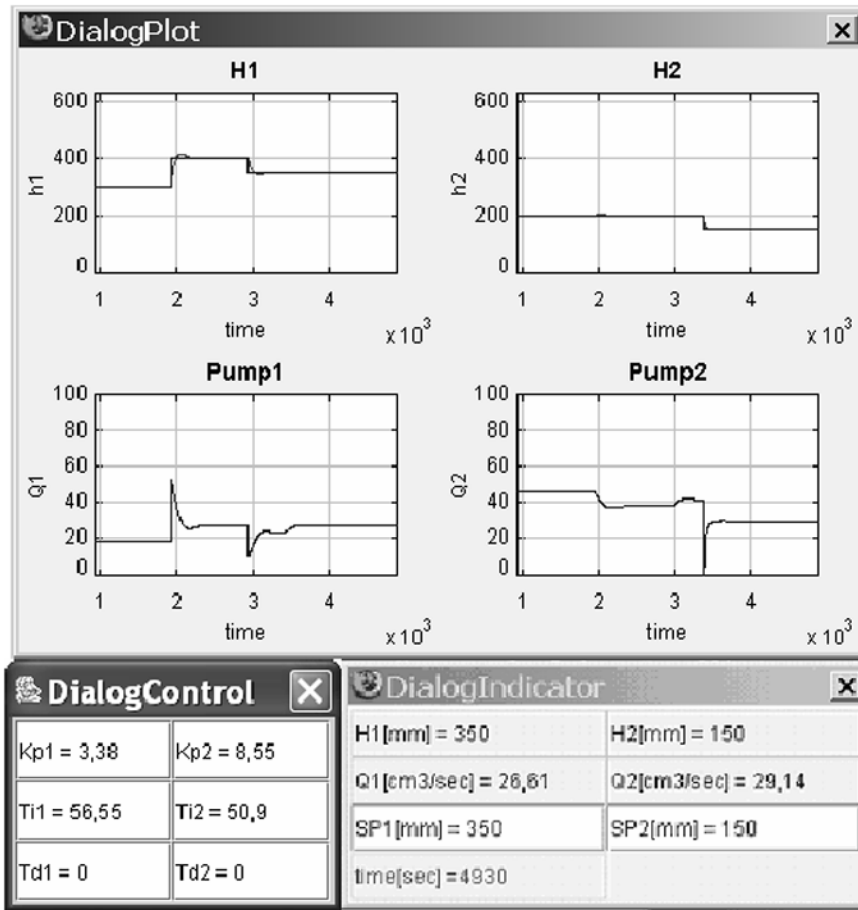 DialogPlot
H1
600
400
200
0
h1
1 2 3 4
time
x 10^3
H2
600
400
200
0
h2
1 2 3 4
time
x 10^3
Pump1
100
80
60
40
20
0
Q1
1 2 3 4
time
x 10^3
Pump2
100
80
60
40
20
0
Q2
1 2 3 4
time
x 10^3
DialogControl
Kp1 = 3,38 Kp2 = 8,55
Ti1 = 56,55 Ti2 = 50,9
Td1 = 0 Td2 = 0
DialogIndicator
H1[mm] = 350 H2[mm] = 150
Q1[cm3/sec] = 26,61 Q2[cm3/sec] = 29,14
SP1[mm] = 350 SP2[mm] = 150
time[sec] =4930